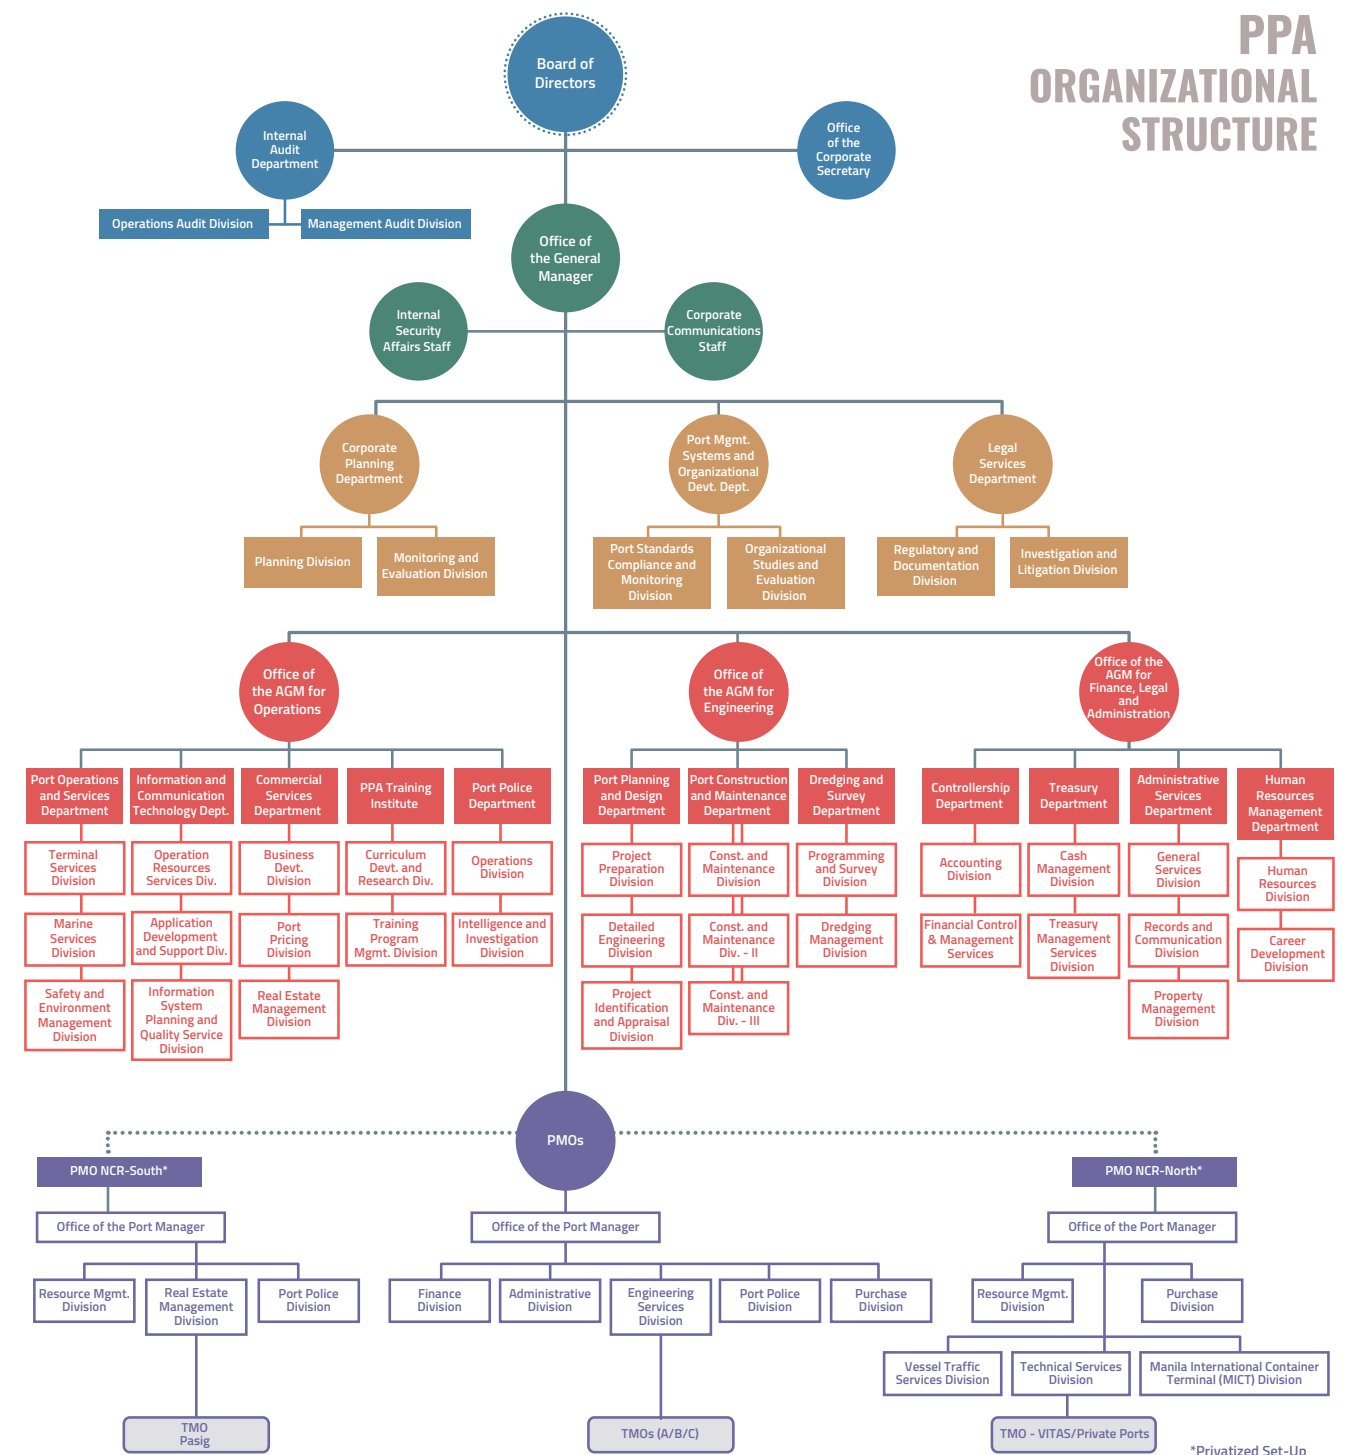 PPA
ORGANIZATIONAL
STRUCTURE
Board of
Directors
Internal
Audit
Department
Office
of the
Corporate
Secretary
Operations Audit Division
Management Audit Division
Office of
the General
Manager
Internal
Security
Affairs Staff
Corporate
Communications
Staff
Corporate
Planning
Department
Port Mgmt.
Systems and
Organizational
Devt. Dept.
Legal
Services
Department
Planning Division
Monitoring and
Evaluation Division
Port Standards
Compliance and
Monitoring
Division
Organizational
Studies and
Evaluation
Division
Regulatory and
Documentation
Division
Investigation and
Litigation Division
Office of
the AGM for
Operations
Office of
the AGM for
Engineering
Office of the
AGM for
Finance, Legal
and
Administration
Port Operations
and Services
Department
Information and
Communication
Technology Dept.
Commercial
Services
Department
PPA Training
Institute
Port Police
Department
Port Planning
and Design
Department
Port Construction
and Maintenance
Department
Dredging and
Survey
Department
Controllership
Department
Treasury
Department
Administrative
Services
Department
Human
Resources
Management
Department
Terminal
Services
Division
Operation
Resources
Services Div.
Business
Devt.
Division
Curriculum
Devt. and
Research Div.
Operations
Division
Project
Preparation
Division
Const. and
Maintenance
Division
Programming
and Survey
Division
Accounting
Division
Cash
Management
Division
General
Services
Division
Human
Resources
Division
Marine
Services
Division
Application
Development
and Support Div.
Port
Pricing
Division
Training
Program
Mgmt. Division
Intelligence and
Investigation
Division
Detailed
Engineering
Division
Const. and
Maintenance
Div. - II
Dredging
Management
Division
Financial Control
& Management
Services
Treasury
Management
Services
Division
Records and
Communication
Division
Career
Development
Division
Safety and
Environment
Management
Division
Information
System
Planning and
Quality Service
Division
Real Estate
Management
Division
Project
Identification
and Appraisal
Division
Const. and
Maintenance
Div. - III
Property
Management
Division
PMOs
PMO NCR-South*
PMO NCR-North*
Office of the Port Manager
Office of the Port Manager
Office of the Port Manager
Resource Mgmt.
Division
Real Estate
Management
Division
Port Police
Division
Finance
Division
Administrative
Division
Engineering
Services
Division
Port Police
Division
Purchase
Division
Resource Mgmt.
Division
Purchase
Division
Vessel Traffic
Services Division
Technical Services
Division
Manila International Container
Terminal (MICT) Division
TMO
Pasig
TMOs (A/B/C)
TMO - VITAS/Private Ports
*Privatized Set-Up